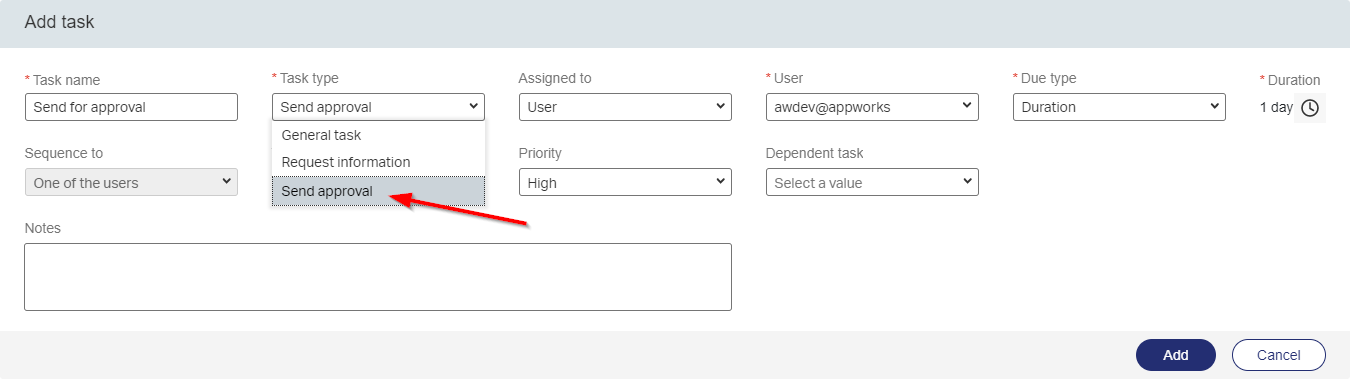 Add task
* Task name
* Task type
Assigned to
* User
* Due type
* Duration
Send for approval
Send approval
User
awdev@appworks
Duration
1 day
General task
Request information
Send approval
Sequence to
Priority
Dependent task
One of the users
High
Select a value
Notes
Add
Cancel